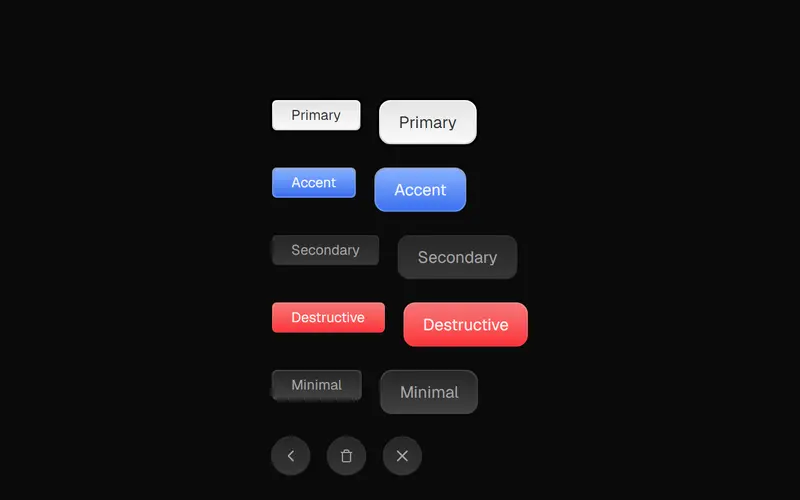 Primary
Primary
Accent
Accent
Secondary
Secondary
Destructive
Destructive
Minimal
Minimal